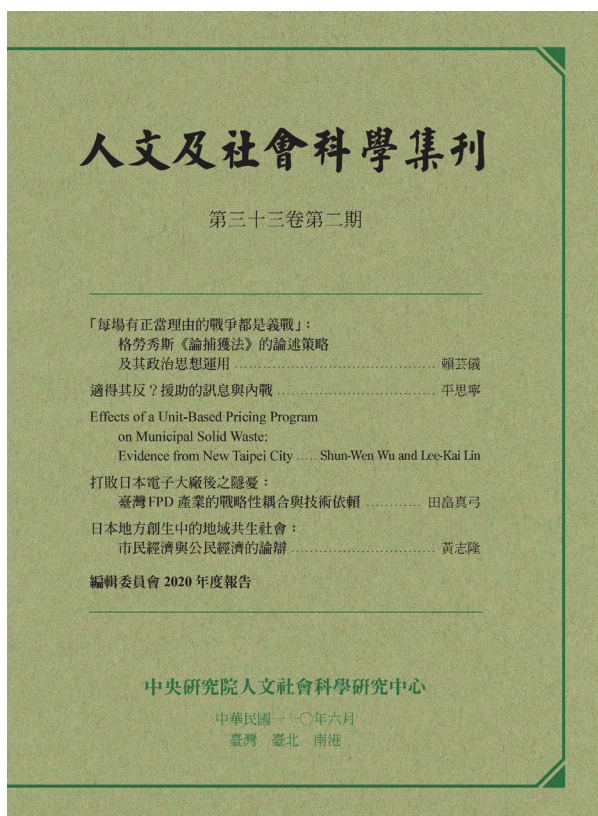 人文及社會科學集刊
第三十三卷第二期
「每場有正當理由的戰爭都是義戰」：
格勞秀斯《論捕獲法》的論述策略
及其政治思想運用 ........................................ 賴芸儀
適得其反？援助的訊息與內戰 ................................ 平思寧
Effects of a Unit-Based Pricing Program
on Municipal Solid Waste:
Evidence from New Taipei City ..... Shun-Wen Wu and Lee-Kai Lin
打敗日本電子大廠後之隱憂：
臺灣 FPD 產業的戰略性耦合與技術依賴 ............ 田畠真弓
日本地方創生中的地域共生社會：
市民經濟與公民經濟的論辯 ............................. 黃志隆
編輯委員會 2020 年度報告
中央研究院人文社會科學研究中心
中華民國一一〇年六月
臺灣 臺北 南港